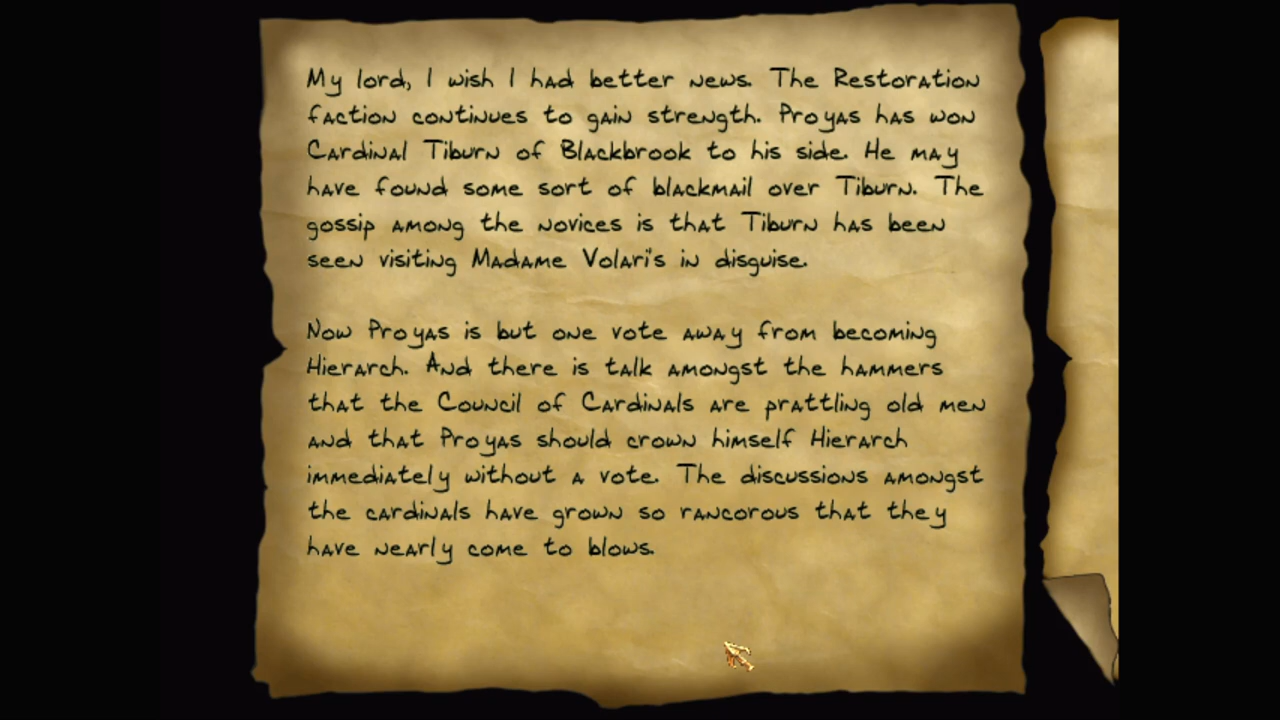 My lord, I wish I had better news. The Restoration
faction continues to gain strength. Proyas has won
Cardinal Tiburn of Blackbrook to his side. He may
have found some sort of blackmail over Tiburn. The
gossip among the novices is that Tiburn has been
seen visiting Madame Volari's in disguise.
Now Proyas is but one vote away from becoming
Hierarch. And there is talk amongst the hammers
that the Council of Cardinals are prattling old men
and that Proyas should crown himself Hierarch
immediately without a vote. The discussions amongst
the cardinals have grown so rancorous that they
have nearly come to blows.